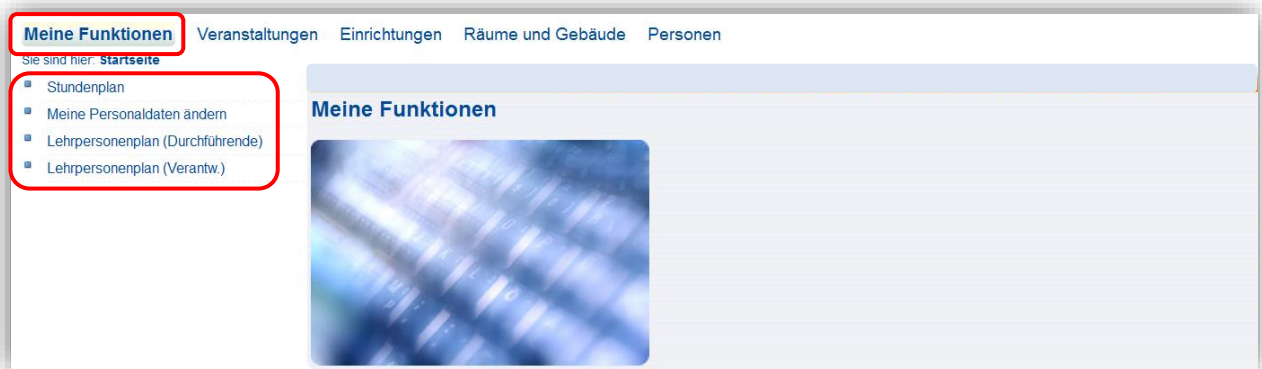 Meine Funktionen Veranstaltungen Einrichtungen Räume und Gebäude Personen
Sie sind hier: Startseite
Stundenplan
Meine Personaldaten ändern
Lehrpersonenplan (Durchführende)
Lehrpersonenplan (Verantw.)
Meine Funktionen